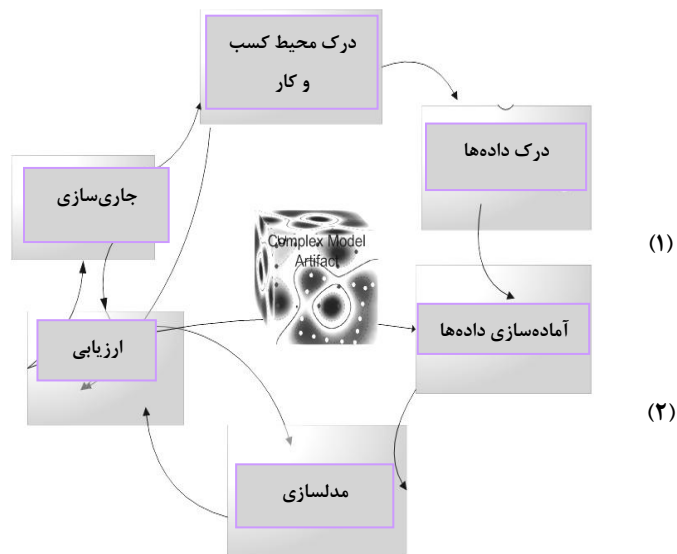 درک محیط کسب
و کار
درک داده‌ها
جاری‌سازی
(۱)
Complex Model
Artifact
آماده‌سازی داده‌ها
ارزیابی
(۲)
مدلسازی